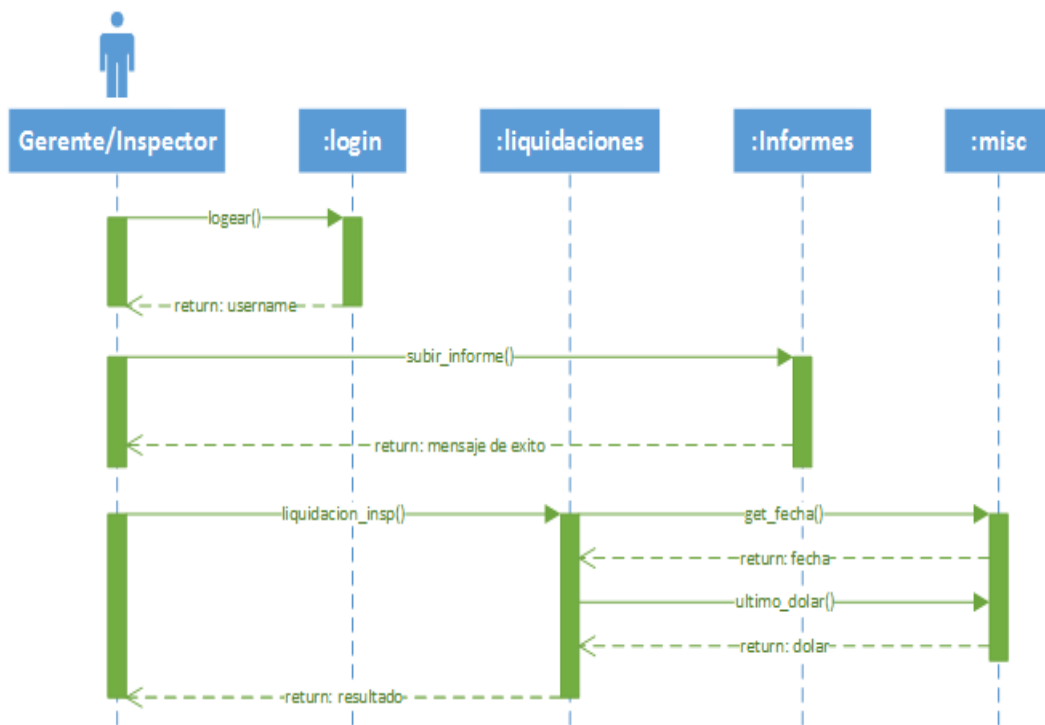 Gerente/Inspector
:login
:liquidaciones
:Informes
:misc
logear()
return: username
subir_informe()
return: mensaje de exito
liquidacion_insp()
get_fecha()
return: fecha
ultimo_dolar()
return: dolar
return: resultado